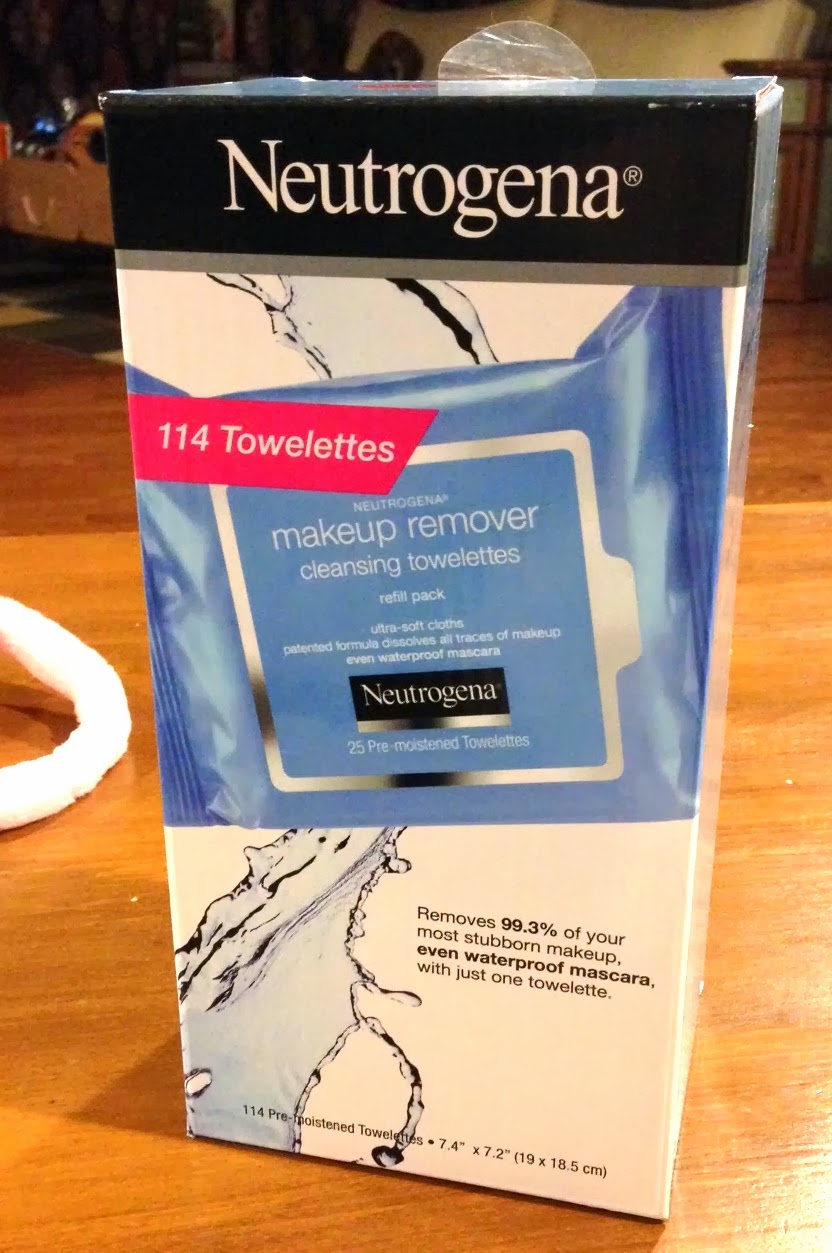 Neutrogena®
114 Towelettes
NEUTROGENA®
makeup remover
cleansing towelettes
refill pack
ultra-soft cloths
patented formula dissolves all traces of makeup
even waterproof mascara
Neutrogena®
25 Pre-moistened Towelettes
Removes 99.3% of your
most stubborn makeup,
even waterproof mascara,
with just one towelette.
114 Pre-moistened Towelettes • 7.4" x 7.2" (19 x 18.5 cm)